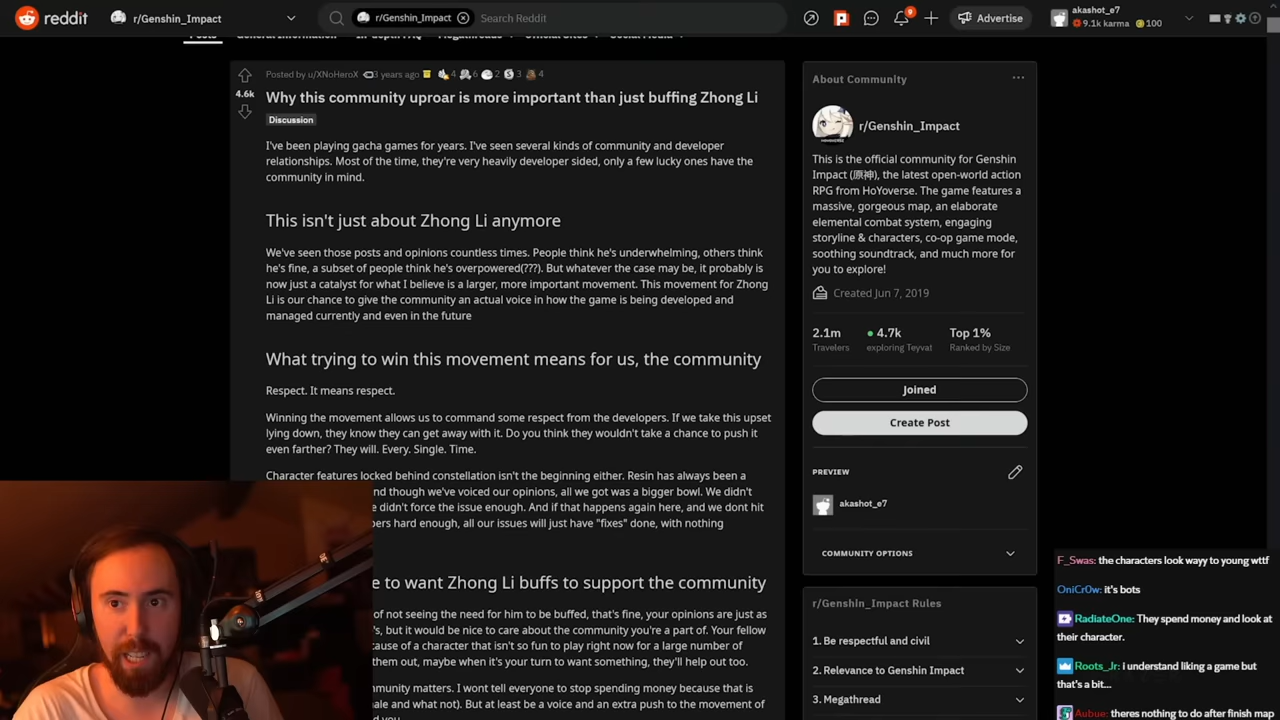 reddit
r/Genshin_Impact
r/Genshin_Impact
Search Reddit
9
Advertise
akashot_e7
9.1k karma
100
Posts
General Information
In-depth FAQ
Megathreads
Official Sites
Social Media
4.6k
Posted by u/XNoHeroX
3 years ago
4
6
2
3
4
Why this community uproar is more important than just buffing Zhong Li
Discussion
I've been playing gacha games for years. I've seen several kinds of community and developer
relationships. Most of the time, they're very heavily developer sided, only a few lucky ones have the
community in mind.
This isn't just about Zhong Li anymore
We've seen those posts and opinions countless times. People think he's underwhelming, others think
he's fine, a subset of people think he's overpowered(???). But whatever the case may be, it probably is
now just a catalyst for what I believe is a larger, more important movement. This movement for Zhong
Li is our chance to give the community an actual voice in how the game is being developed and
managed currently and even in the future
What trying to win this movement means for us, the community
Respect. It means respect.
Winning the movement allows us to command some respect from the developers. If we take this upset
lying down, they know they can get away with it. Do you think they wouldn't take a chance to push it
even farther? They will. Every. Single. Time.
Character features locked behind constellation isn't the beginning either. Resin has always been a
nd though we've voiced our opinions, all we got was a bigger bowl. We didn't
e didn't force the issue enough. And if that happens again here, and we dont hit
pers hard enough, all our issues will just have "fixes" done, with nothing
e to want Zhong Li buffs to support the community
of not seeing the need for him to be buffed, that's fine, your opinions are just as
's, but it would be nice to care about the community you're a part of. Your fellow
cause of a character that isn't so fun to play right now for a large number of
them out, maybe when it's your turn to want something, they'll help out too.
mmunity matters. I wont tell everyone to stop spending money because that is
ale and what not). But at least be a voice and an extra push to the movement of
d you
About Community
r/Genshin_Impact
This is the official community for Genshin
Impact (原神), the latest open-world action
RPG from HoYoverse. The game features a
massive, gorgeous map, an elaborate
elemental combat system, engaging
storyline & characters, co-op game mode,
soothing soundtrack, and much more for
you to explore!
Created Jun 7, 2019
2.1m
4.7k
Top 1%
Travelers
exploring Teyvat
Ranked by Size
Joined
Create Post
PREVIEW
akashot_e7
COMMUNITY OPTIONS
r/Genshin_Impact Rules
1. Be respectful and civil
2. Relevance to Genshin Impact
3. Megathread
F_Swas: the characters look wayy to young wttf
OniCr0w: it's bots
RadiateOne: They spend money and look at
their character.
Roots_Jr: i understand liking a game but
that's a bit...
Aubue: theres nothing to do after finish map